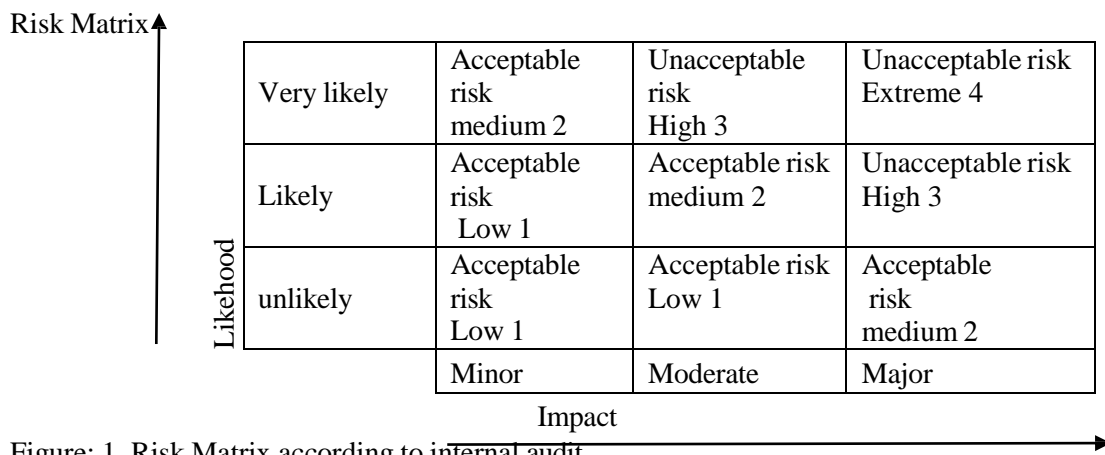 Risk Matrix
Acceptable
risk
medium 2
Unacceptable
risk
High 3
Unacceptable risk
Extreme 4
Very likely
Acceptable
risk
Low 1
Acceptable risk
medium 2
Unacceptable risk
High 3
Likely
Acceptable
risk
Low 1
Acceptable risk
Low 1
Acceptable
risk
medium 2
unlikely
Likehood
Minor
Moderate
Major
Impact
Figure: 1 Risk Matrix according to internal audit